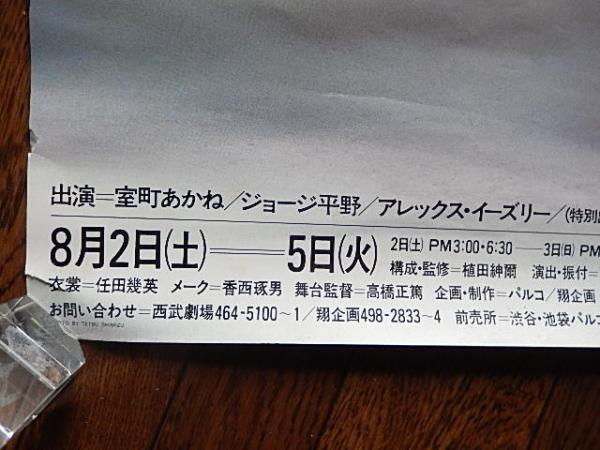 出演=室町あかね/ジョージ平野/アレックス・イーズリー/(特別
8月2日(土)——5日(火) 2日(土) PM3:00・6:30——3日(日) PM
構成・監修=植田紳爾 演出・振付=
衣裳=任田幾英 メーク=香西琢男 舞台監督=高橋正篤 企画・制作=パルコ/翔企画
お問い合わせ=西武劇場464-5100~1/翔企画498-2833~4 前売所=渋谷・池袋パル
PHOTO BY TETSU SHIMIZU